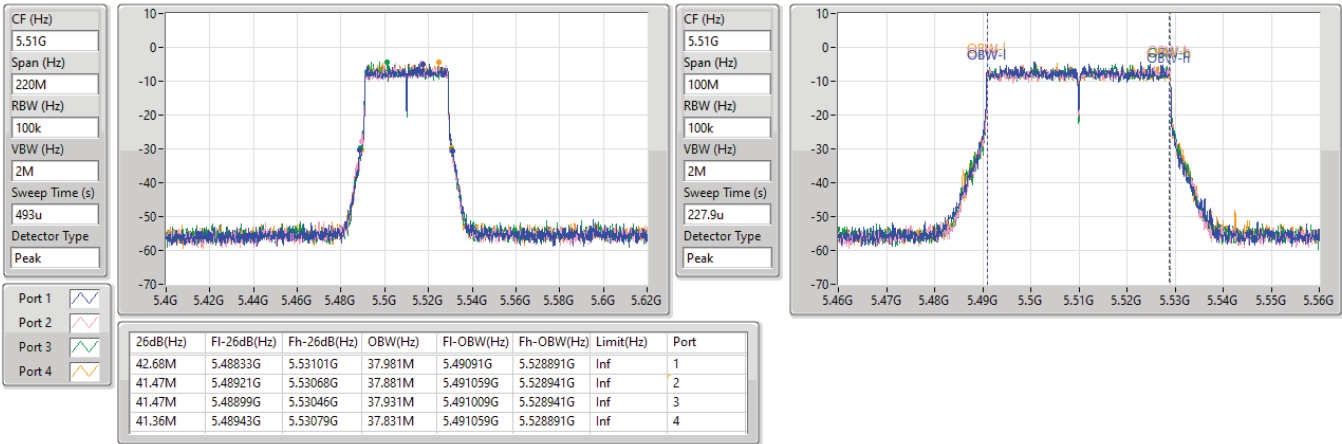 CF (Hz)
5.51G
Span (Hz)
220M
RBW (Hz)
100k
VBW (Hz)
2M
Sweep Time (s)
493u
Detector Type
Peak
Port 1
Port 2
Port 3
Port 4
10
0
-10
-20
-30
-40
-50
-60
-70
5.4G 5.42G 5.44G 5.46G 5.48G 5.5G 5.52G 5.54G 5.56G 5.58G 5.6G 5.62G
CF (Hz)
5.51G
Span (Hz)
100M
RBW (Hz)
100k
VBW (Hz)
2M
Sweep Time (s)
227.9u
Detector Type
Peak
10
0
-10
-20
-30
-40
-50
-60
-70
OBW-l
OBW-h
5.46G 5.47G 5.48G 5.49G 5.5G 5.51G 5.52G 5.53G 5.54G 5.55G 5.56G
26dB(Hz) Fl-26dB(Hz) Fh-26dB(Hz) OBW(Hz) Fl-OBW(Hz) Fh-OBW(Hz) Limit(Hz) Port
42.68M 5.48833G 5.53101G 37.981M 5.49091G 5.528891G Inf 1
41.47M 5.48921G 5.53068G 37.881M 5.491059G 5.528941G Inf 2
41.47M 5.48899G 5.53046G 37.931M 5.491009G 5.528941G Inf 3
41.36M 5.48943G 5.53079G 37.831M 5.491059G 5.528891G Inf 4